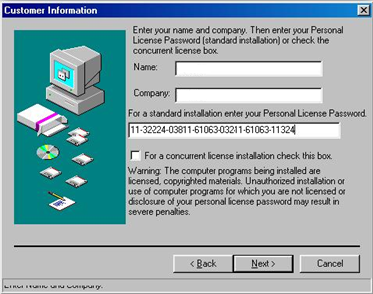 Customer Information
Enter your name and company. Then enter your Personal
License Password (standard installation) or check the
concurrent license box.
Name:
Company:
For a standard installation enter your Personal License Password.
11-32224-03811-61063-03211-61063-11324
For a concurrent license installation check this box.
Warning: The computer programs being installed are
licensed, copyrighted materials. Unauthorized installation or
use of computer programs for which you are not licensed or
disclosure of your personal license password may result in
severe penalties.
< Back
Next >
Cancel
Enter Name and Company.